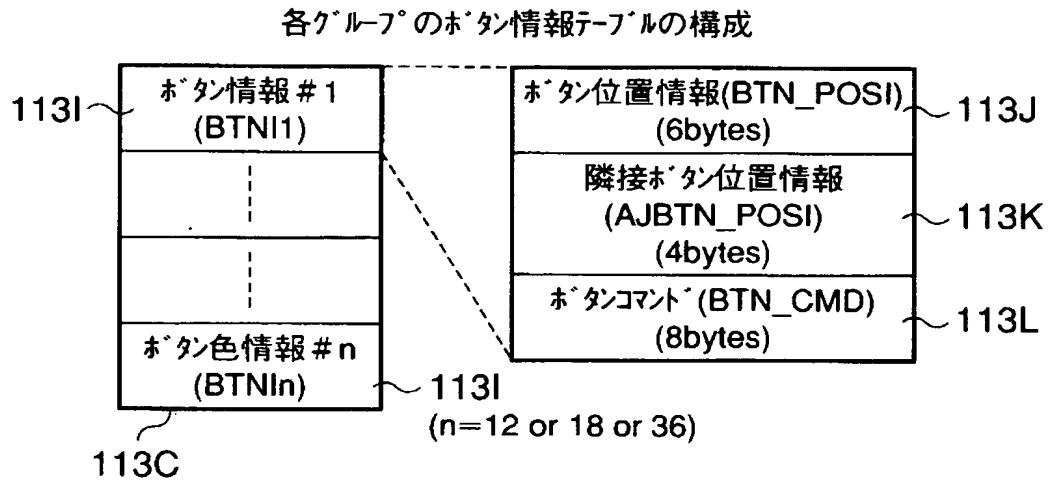 各グループのボタン情報テーブルの構成
113I
ボタン情報#1
(BTNI1)
ボタン色情報#n
(BTNIn)
113I
(n=12 or 18 or 36)
113C
ボタン位置情報(BTN_POSI)
(6bytes)
113J
隣接ボタン位置情報
(AJBTN_POSI)
(4bytes)
113K
ボタンコマンド(BTN_CMD)
(8bytes)
113L